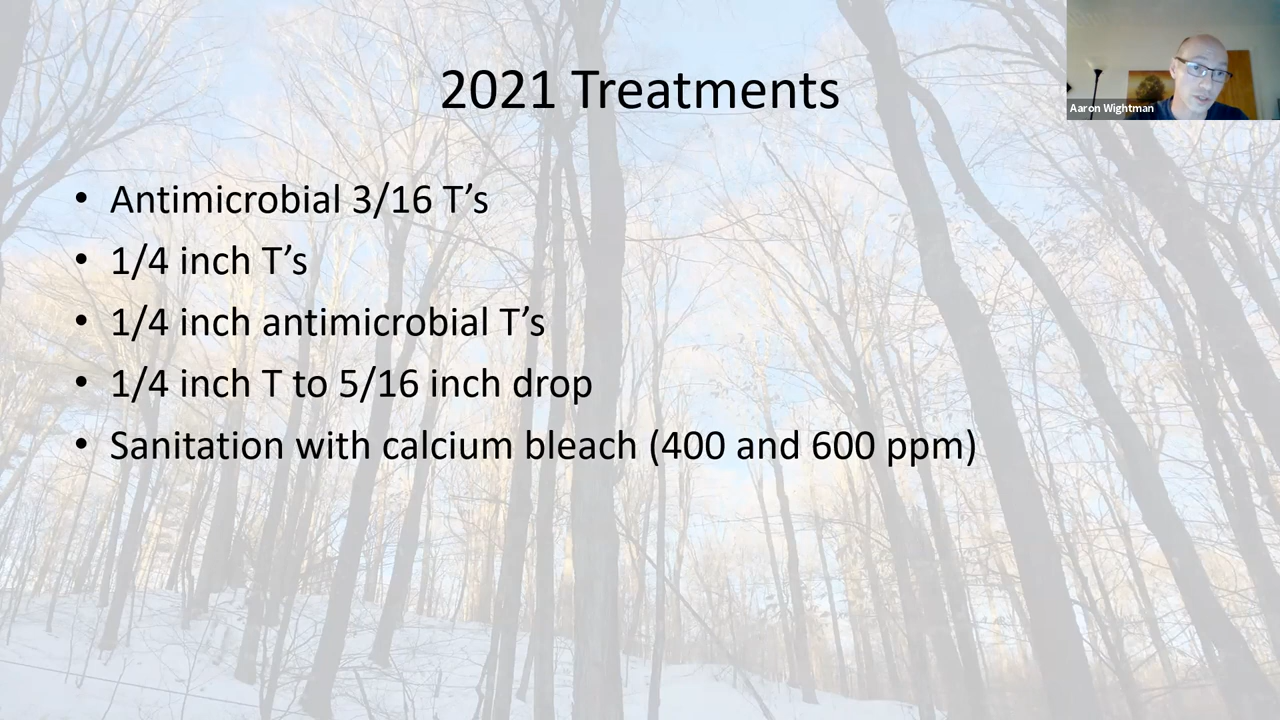 2021 Treatments
Aaron Wightman
• Antimicrobial 3/16 T’s
• 1/4 inch T’s
• 1/4 inch antimicrobial T’s
• 1/4 inch T to 5/16 inch drop
• Sanitation with calcium bleach (400 and 600 ppm)